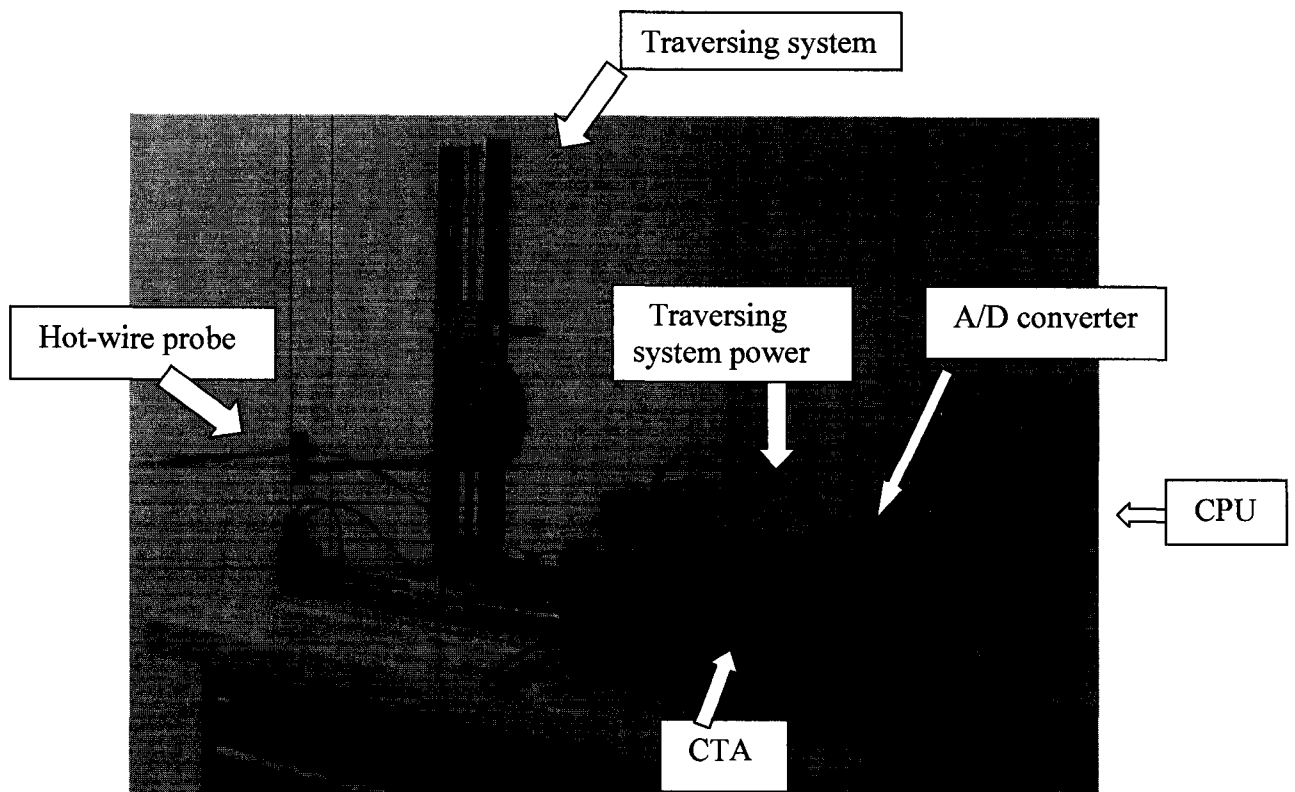 Traversing system
Hot-wire probe
Traversing
system power
A/D converter
CPU
CTA